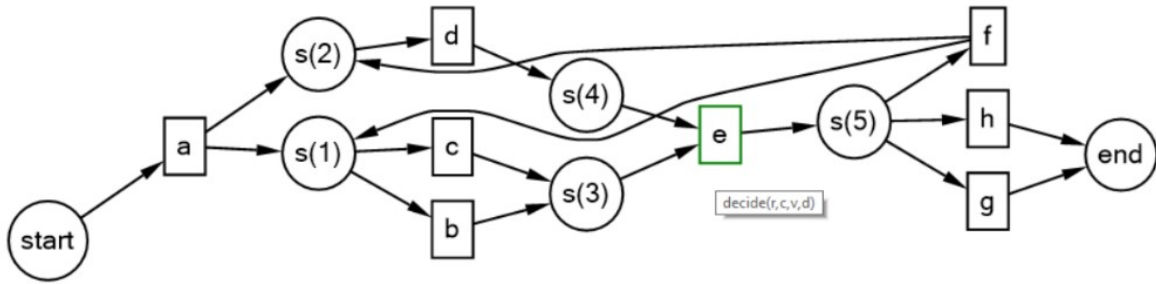 start
a
s(2)
s(1)
d
c
b
s(4)
s(3)
e
decide(r,c,v,d)
s(5)
f
h
g
end